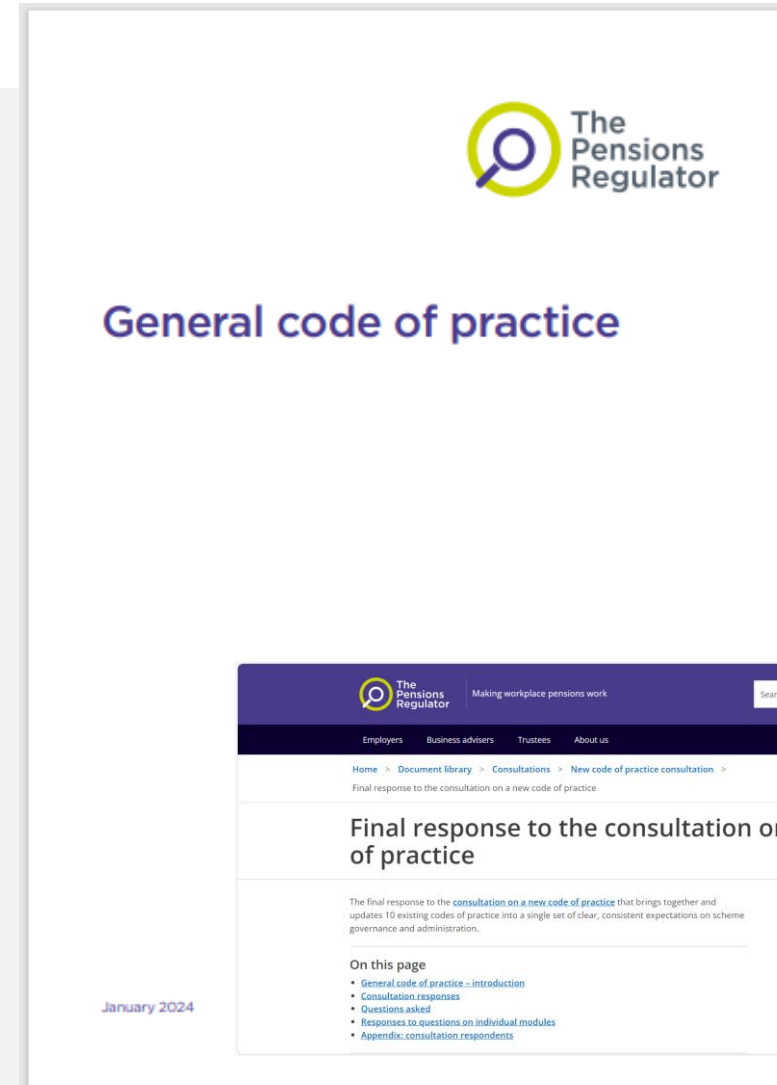 The
Pensions
Regulator
General code of practice
The
Pensions
Regulator
Making workplace pensions work
Sear
Employers Business advisers Trustees About us
Home > Document library > Consultations > New code of practice consultation >
Final response to the consultation on a new code of practice
Final response to the consultation on
of practice
The final response to the consultation on a new code of practice that brings together and
updates 10 existing codes of practice into a single set of clear, consistent expectations on scheme
governance and administration.
On this page
• General code of practice – introduction
• Consultation responses
• Questions asked
• Responses to questions on individual modules
• Appendix: consultation respondents
January 2024